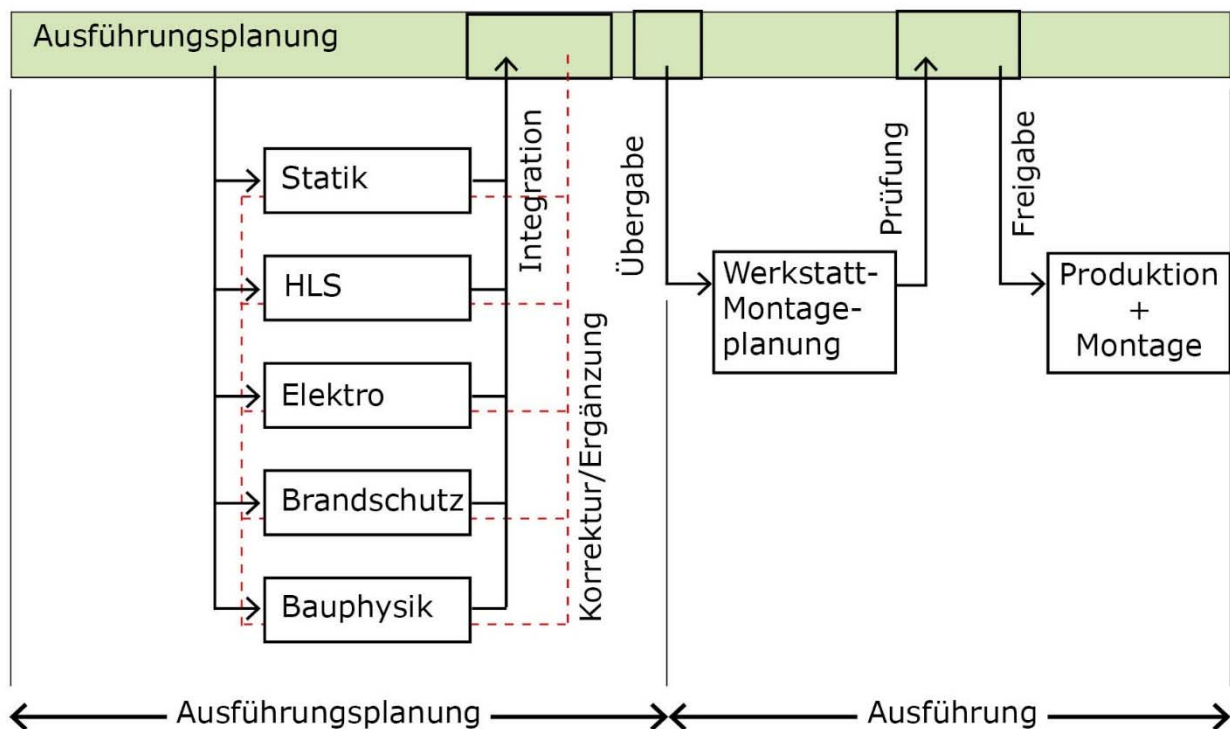 Ausführungsplanung
Statik
HLS
Elektro
Brandschutz
Bauphysik
Integration
Korrektur/Ergänzung
Übergabe
Werkstatt-
Montage-
planung
Prüfung
Freigabe
Produktion
+
Montage
Ausführungsplanung
Ausführung